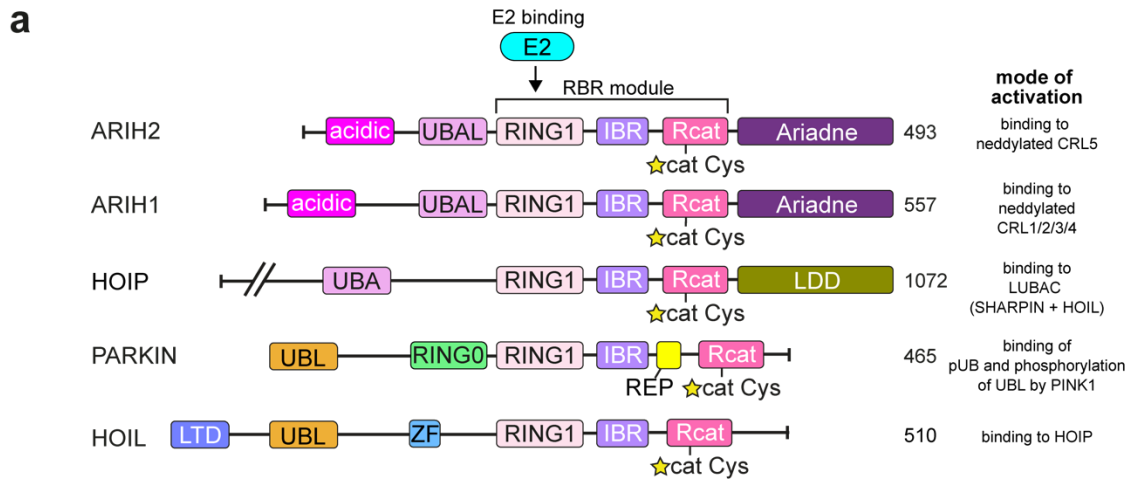 a
E2 binding
E2
RBR module
mode of
activation
ARIH2
acidic
UBAL
RING1
IBR
Rcat
Ariadne
493
binding to
neddylated CRL5
cat Cys
ARIH1
acidic
UBAL
RING1
IBR
Rcat
Ariadne
557
binding to
neddylated
CRL1/2/3/4
cat Cys
HOIP
UBA
RING1
IBR
Rcat
LDD
1072
binding to
LUBAC
(SHARPIN + HOIL)
cat Cys
PARKIN
UBL
RING0
RING1
IBR
Rcat
465
binding of
pUB and phosphorylation
of UBL by PINK1
REP
cat Cys
HOIL
LTD
UBL
ZF
RING1
IBR
Rcat
510
binding to HOIP
cat Cys